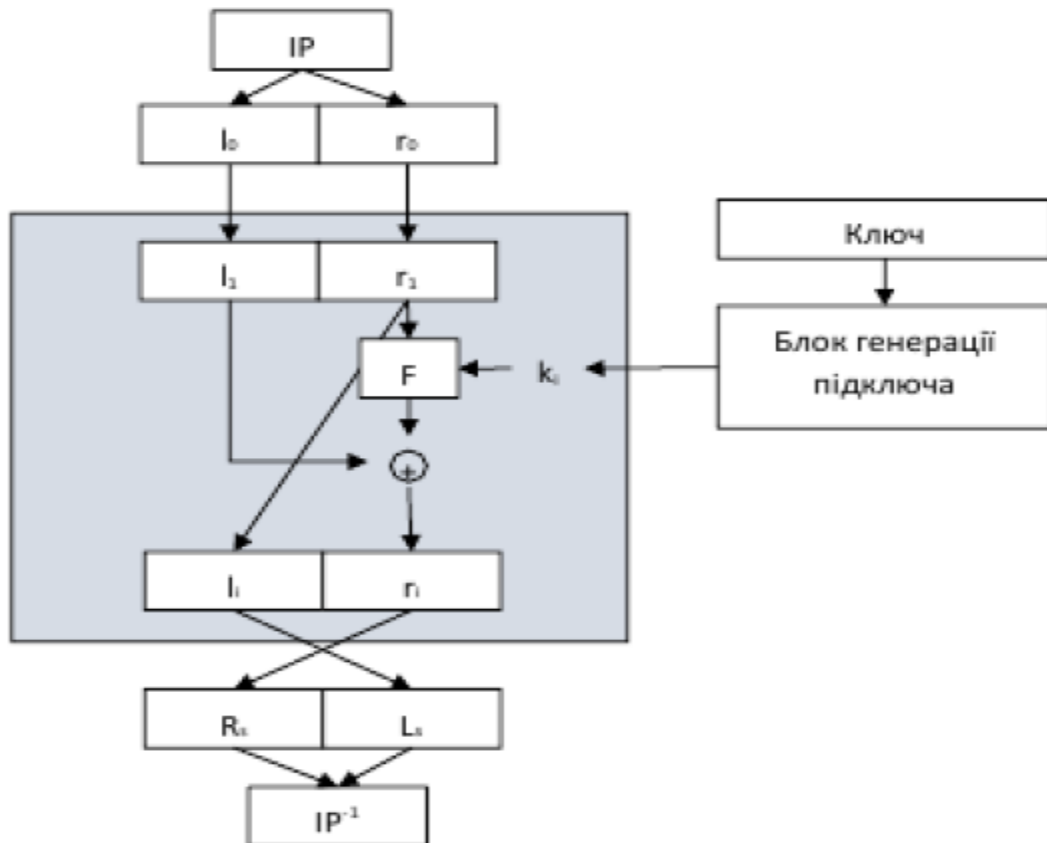 IP
l₀ r₀
l₁ r₁
Ключ
Блок генерації
підключа
F
kᵢ
+
lᵢ rᵢ
R L
IP⁻¹